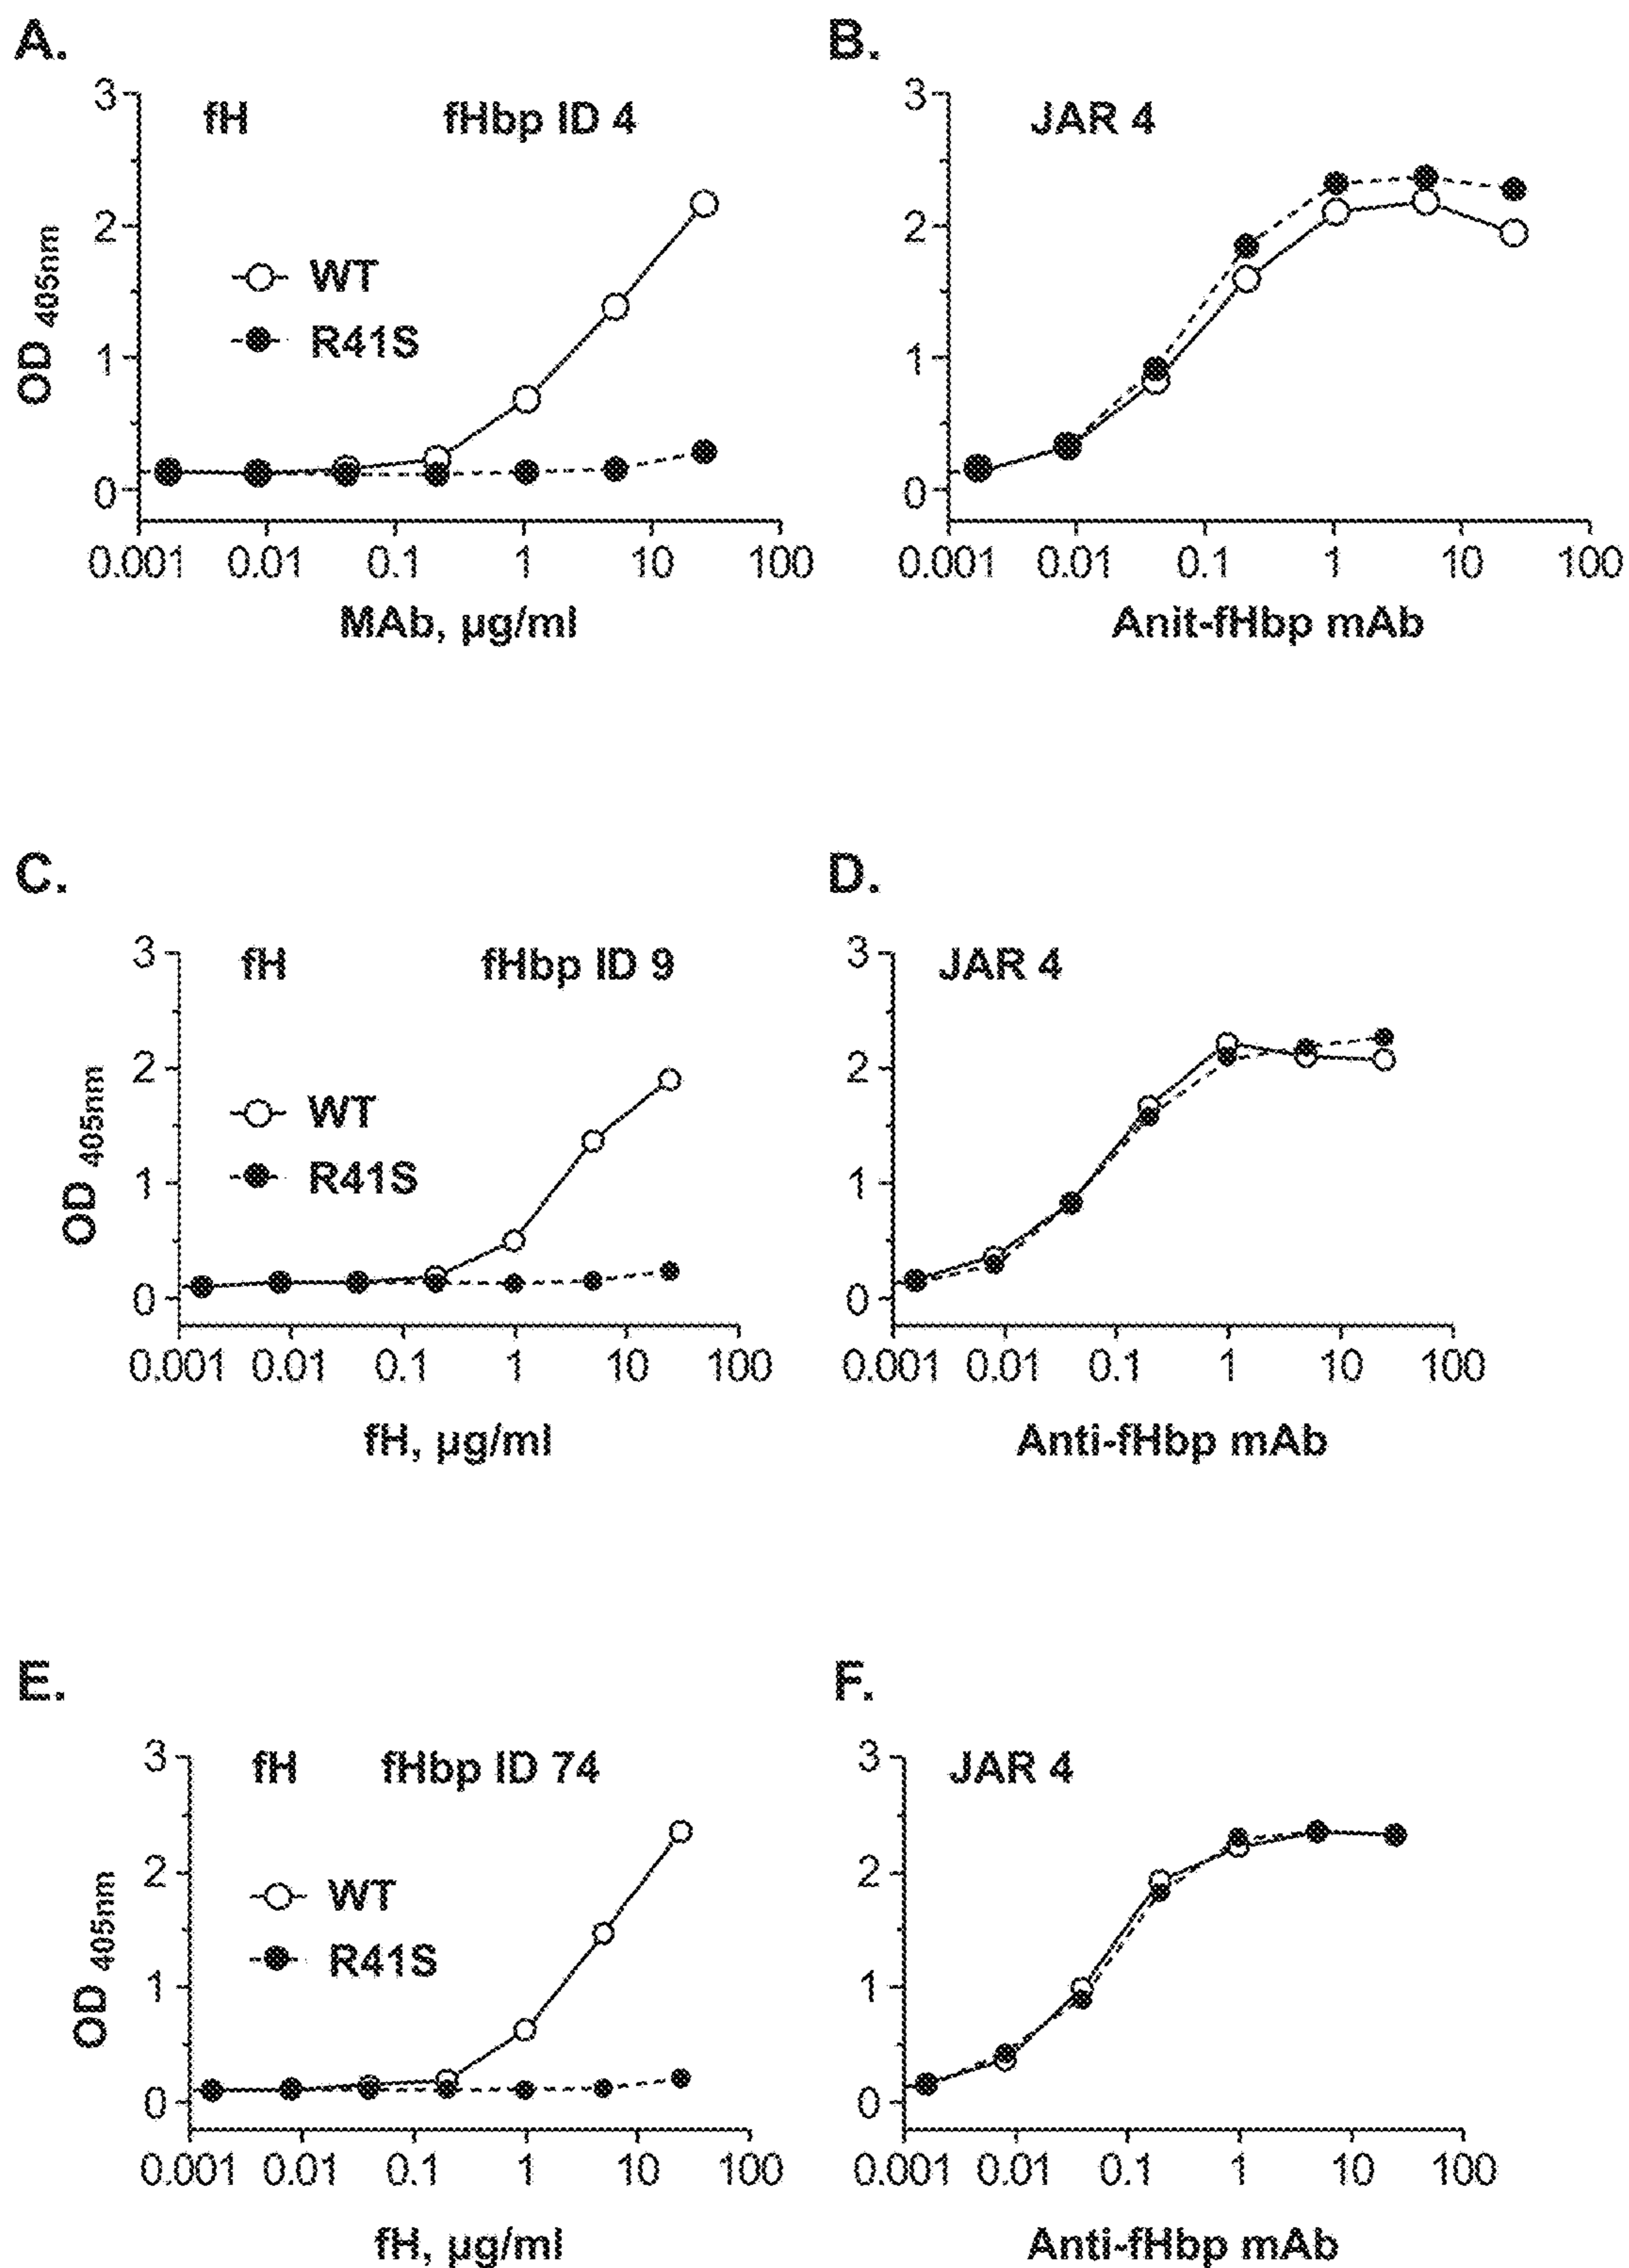 A.
fH fHbp ID 4
3
2
1
0
OD 405nm
WT
R41S
0.001 0.01 0.1 1 10 100
MAb, µg/ml
B.
JAR 4
3
2
1
0
0.001 0.01 0.1 1 10 100
Anit-fHbp mAb
C.
fH fHbp ID 9
3
2
1
0
OD 405nm
WT
R41S
0.001 0.01 0.1 1 10 100
fH, µg/ml
D.
JAR 4
3
2
1
0
0.001 0.01 0.1 1 10 100
Anti-fHbp mAb
E.
fH fHbp ID 74
3
2
1
0
OD 405nm
WT
R41S
0.001 0.01 0.1 1 10 100
fH, µg/ml
F.
JAR 4
3
2
1
0
0.001 0.01 0.1 1 10 100
Anti-fHbp mAb